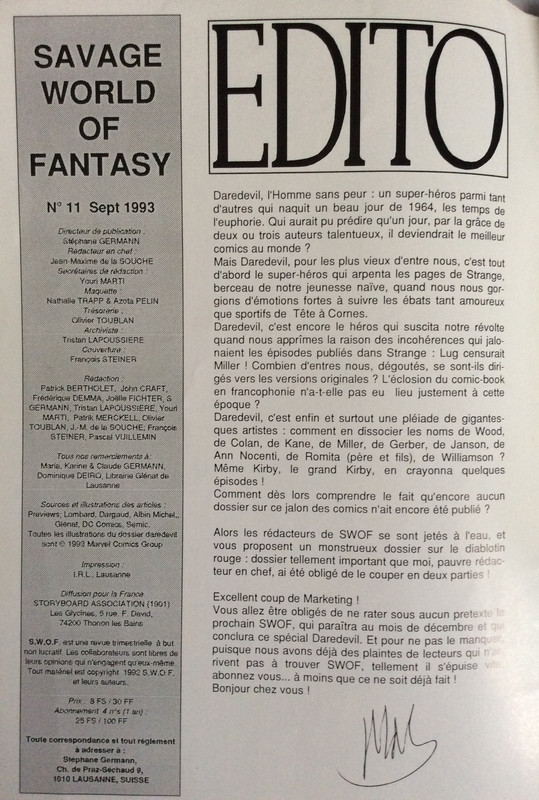 SAVAGE
WORLD
OF
FANTASY
N° 11 Sept 1993
Directeur de publication :
Stéphane GERMANN
Rédacteur en chef :
Jean-Maxime de la SOUCHE
Secrétaires de rédaction :
Youri MARTI
Maquette :
Nathalie TRAPP & Azota PELIN
Trésorerie :
Olivier TOUBLAN
Archiviste :
Tristan LAPOUSSIERE
Couverture :
François STEINER
Rédaction :
Patrick BERTHOLET, John CRAFT,
Frédérique DEMMA, Joëlle FICHTER, S
GERMANN, Tristan LAPOUSSIERE, Youri
MARTI, Patrik MERCKELL, Olivier
TOUBLAN, J.-M. de la SOUCHE, François
STEINER, Pascal VUILLEMIN
Tous nos remerciements à :
Maria, Karine & Claude GERMANN,
Dominique DEIRO, Librairie Glénat de
Lausanne
Sources et illustrations des articles :
Previews, Lombard, Dargaud, Albin Michel,
Glénat, DC Comics, Semic.
Toutes les illustrations du dossier daredevil
sont © 1993 Marvel Comics Group
Impression :
I.R.L. Lausanne
Diffusion pour la France
STORYBOARD ASSOCIATION (1901)
Les Glycines, 5 rue F. David,
74200 Thonon les Bains
S.W.O.F. est une revue trimestrielle à but
non lucratif. Les collaborateurs sont libres de
leurs opinions qui n'engagent qu'eux-même.
Tout matériel est copyright 1992 S.W.O.F.
et leurs auteurs.
Prix : 8 FS / 30 FF
Abonnement 4 n°s (1 an) :
25 FS / 100 FF
Toute correspondance et tout règlement
à adresser à :
Stéphane Germann,
Ch. de Praz-Séchaud 9,
1010 LAUSANNE, SUISSE
EDITO
Daredevil, l'Homme sans peur : un super-héros parmi tant
d'autres qui naquit un beau jour de 1964, les temps de
l'euphorie. Qui aurait pu prédire qu'un jour, par la grâce de
deux ou trois auteurs talentueux, il deviendrait le meilleur
comics au monde ?
Mais Daredevil, pour les plus vieux d'entre nous, c'est tout
d'abord le super-héros qui arpenta les pages de Strange,
berceau de notre jeunesse naïve, quand nous nous gor-
gions d'émotions fortes à suivre les ébats tant amoureux
que sportifs de Tête à Cornes.
Daredevil, c'est encore le héros qui suscita notre révolte
quand nous apprîmes la raison des incohérences qui jalo-
naient les épisodes publiés dans Strange : Lug censurait
Miller ! Combien d'entres nous, dégoutés, se sont-ils diri-
gés vers les versions originales ? L'éclosion du comic-book
en francophonie n'a-t-elle pas eu lieu justement à cette
époque ?
Daredevil, c'est enfin et surtout une pléiade de gigantes-
ques artistes : comment en dissocier les noms de Wood,
de Colan, de Kane, de Miller, de Gerber, de Janson, de
Ann Nocenti, de Romita (père et fils), de Williamson ?
Même Kirby, le grand Kirby, en crayonna quelques
épisodes !
Comment dès lors comprendre le fait qu'encore aucun
dossier sur ce jalon des comics n'ait encore été publié ?
Alors les rédacteurs de SWOF se sont jetés à l'eau, et
vous proposent un monstrueux dossier sur le diablotin
rouge : dossier tellement important que moi, pauvre rédac-
teur en chef, ai été obligé de le couper en deux parties !
Excellent coup de Marketing !
Vous allez être obligés de ne rater sous aucun pretexte le
prochain SWOF, qui paraîtra au mois de décembre et qui
conclura ce spécial Daredevil. Et pour ne pas le manquer,
puisque nous avons déjà des plaintes de lecteurs qui n'ar-
rivent pas à trouver SWOF, tellement il s'épuise vite,
abonnez vous... à moins que ce ne soit déjà fait !
Bonjour chez vous !